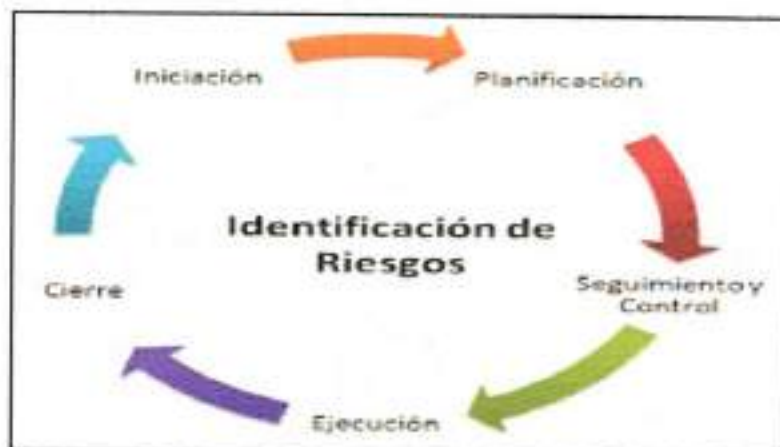 Iniciación
Planificación
Identificación de
Riesgos
Seguimiento y
Control
Ejecución
Cierre